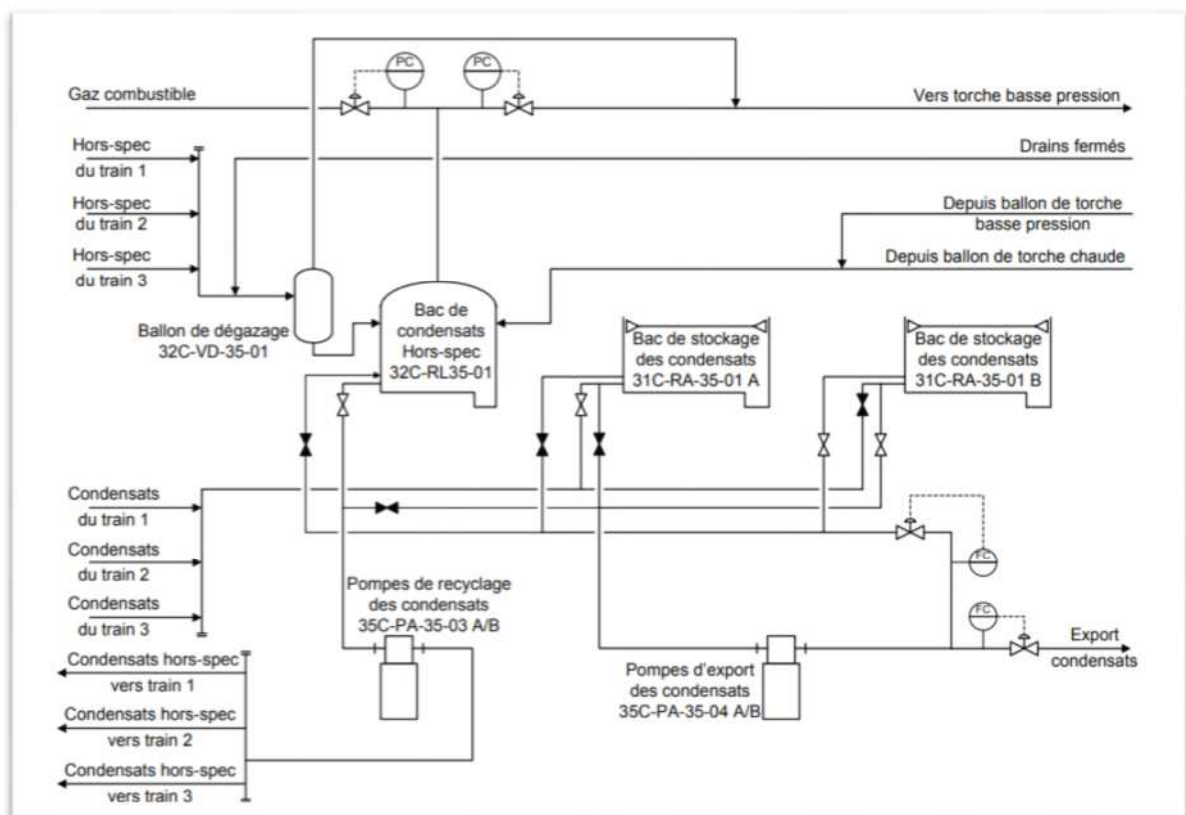 PC
PC
Gaz combustible
Vers torche basse pression
Hors-spec
du train 1
Drains fermés
Hors-spec
du train 2
Depuis ballon de torche
basse pression
Hors-spec
du train 3
Depuis ballon de torche chaude
Ballon de dégazage
32C-VD-35-01
Bac de
condensats
Hors-spec
32C-RL35-01
Bac de stockage
des condensats
31C-RA-35-01 A
Bac de stockage
des condensats
31C-RA-35-01 B
Condensats
du train 1
Condensats
du train 2
Condensats
du train 3
FC
FC
Pompes de recyclage
des condensats
35C-PA-35-03 A/B
Export
condensats
Condensats hors-spec
vers train 1
Condensats hors-spec
vers train 2
Condensats hors-spec
vers train 3
Pompes d'export
des condensats
35C-PA-35-04 A/B